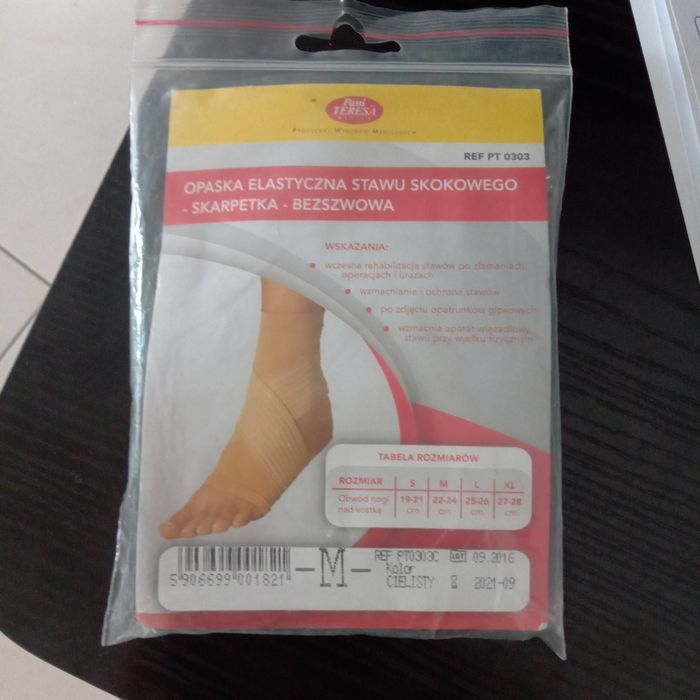 Pani
TERESA
MEDICA
PRODUCENT WYROBÓW MEDYCZNYCH
REF PT 0303
OPASKA ELASTYCZNA STAWU SKOKOWEGO
- SKARPETKA - BEZSZWOWA
WSKAZANIA:
wczesna rehabilitacja stawów po złamaniach,
operacjach i urazach
wzmacnianie i ochrona stawów
po zdjęciu opatrunków gipsowych
wzmacnia aparat więzadłowy
stawu przy wysiłku fizycznym
TABELA ROZMIARÓW
ROZMIAR S M L XL
Obwód nogi nad kostką 19-21 cm 22-24 cm 25-26 cm 27-28 cm
5 906699 001821
-M-
REF PT0303C LOT 09.2016
Kolor
CIELISTY 2021-09